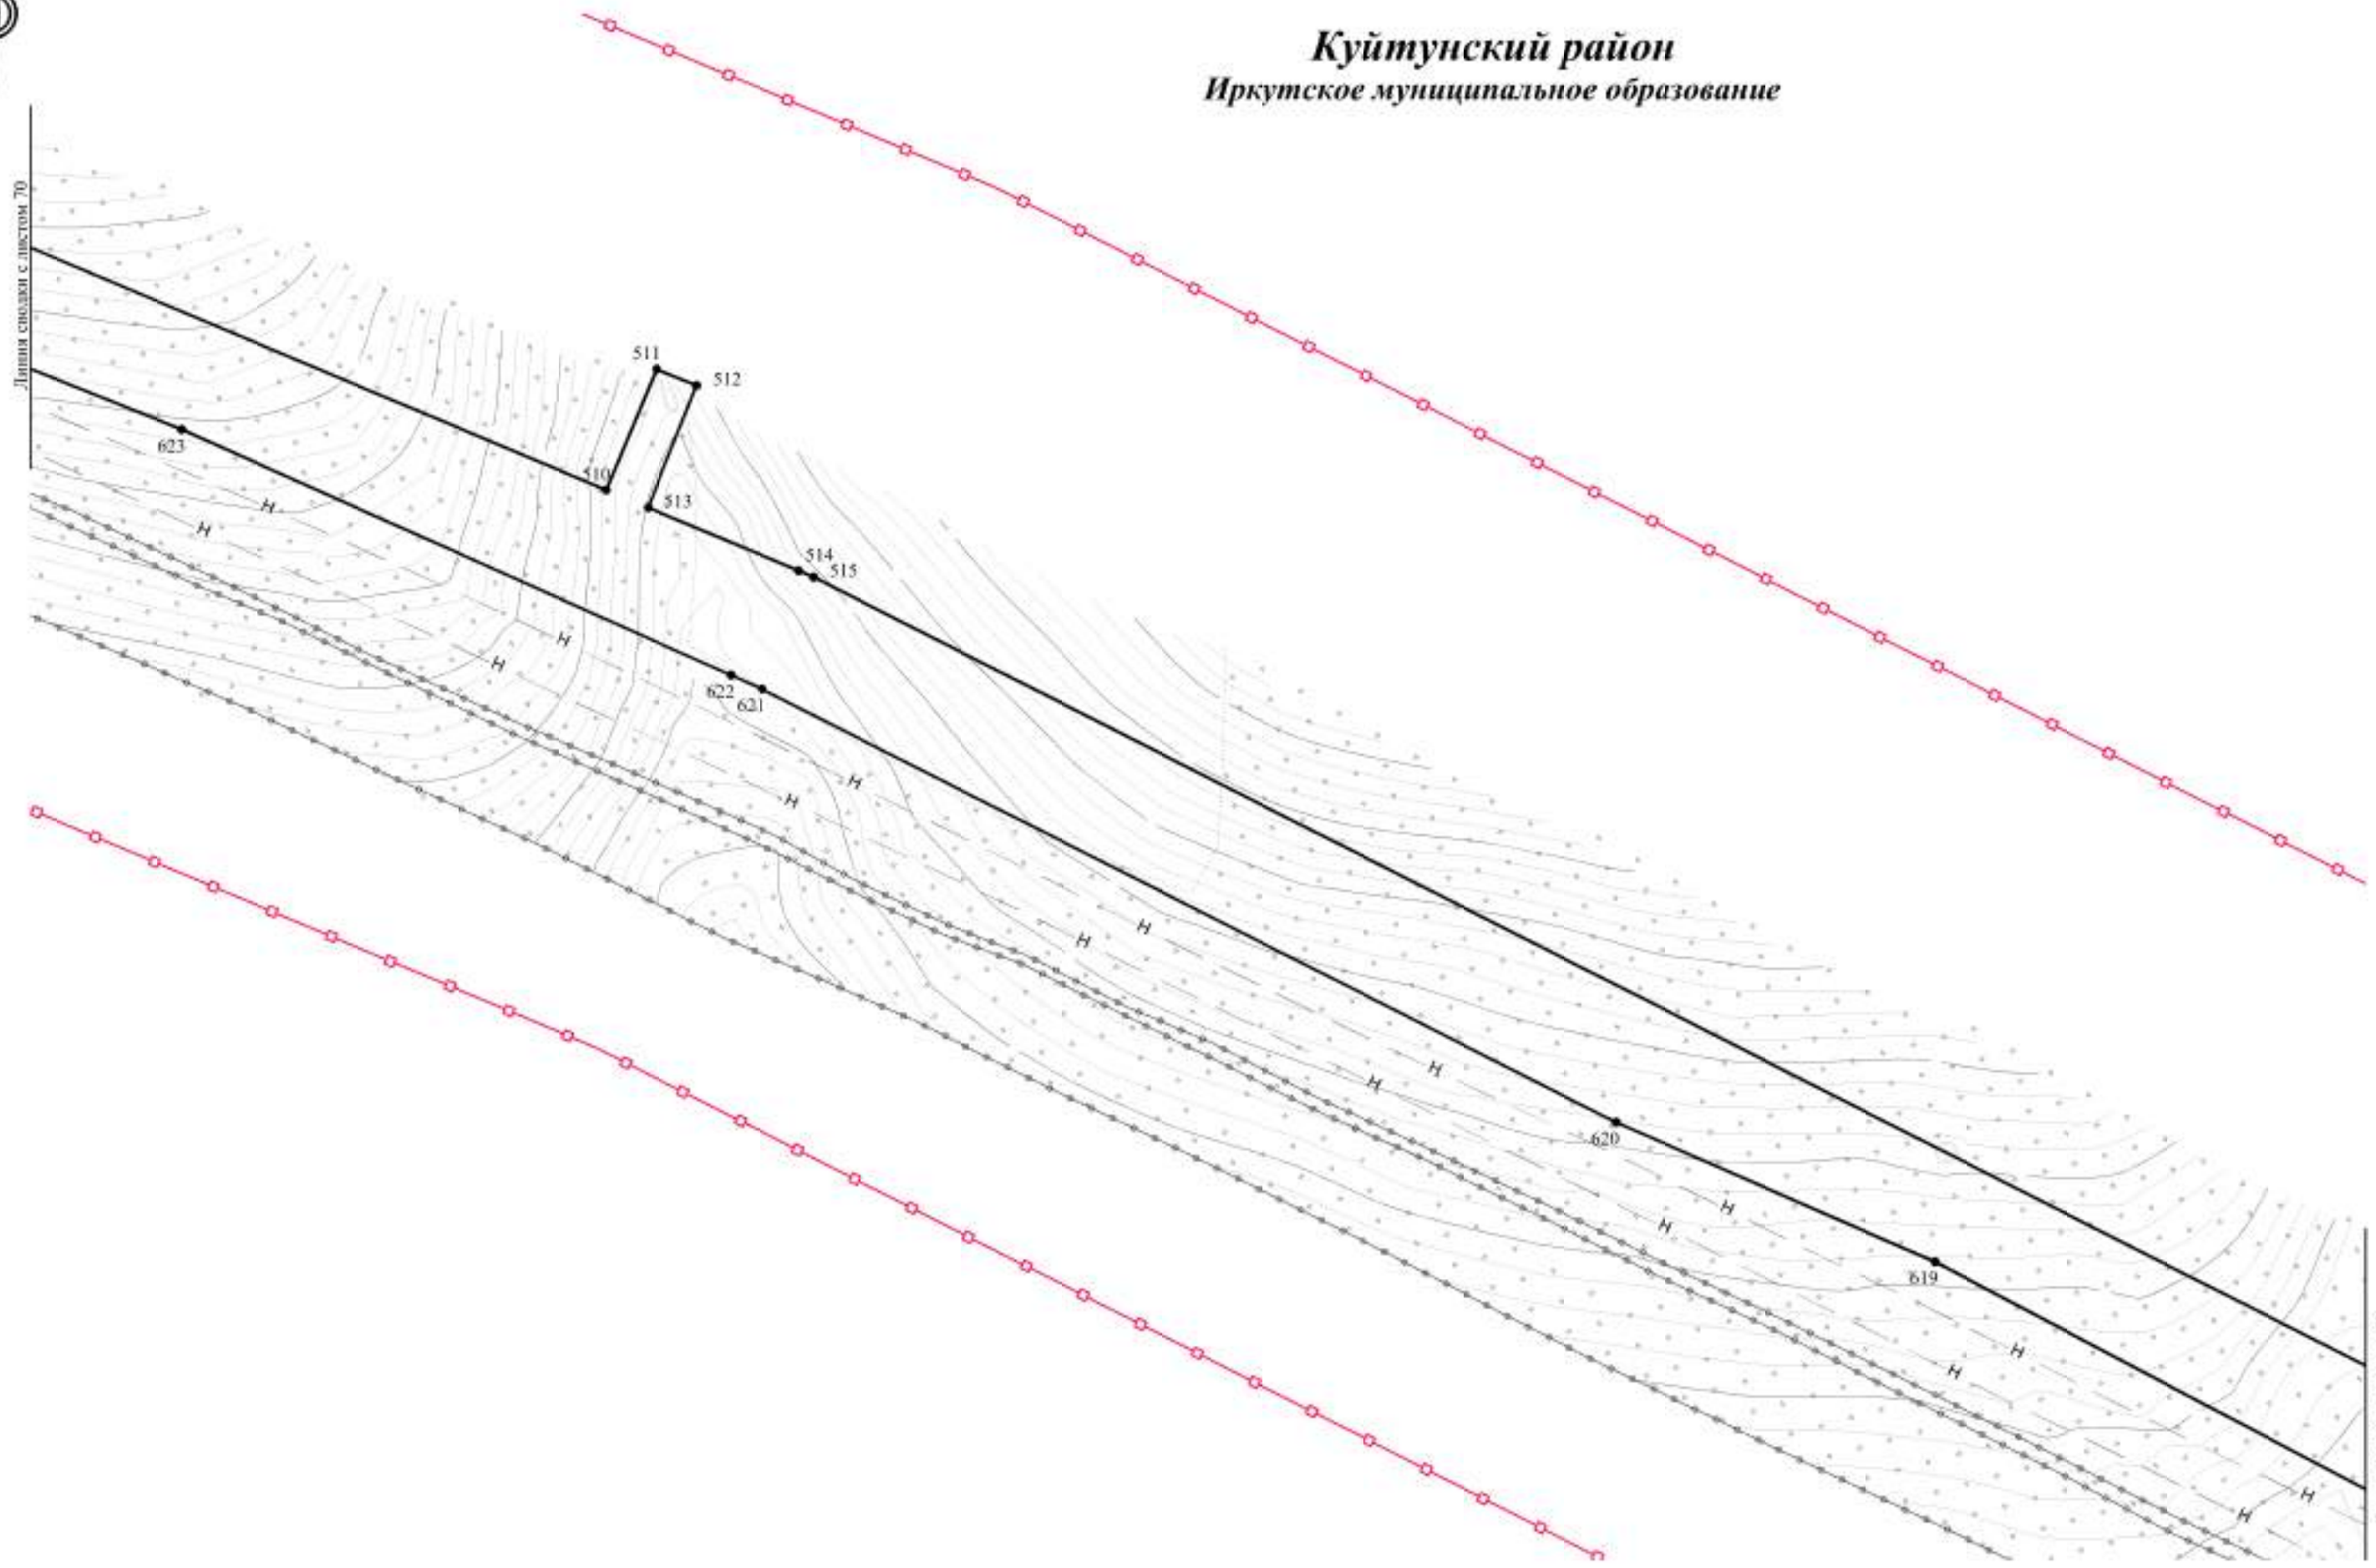 Куйтунский район
Иркутское муниципальное образование
Линия сводки с листом 70
511
512
623
510
513
514
515
Н
Н
Н
Н
622
621
Н
Н
Н
Н
Н
Н
620
Н
Н
619
Н
Н
Н
Н